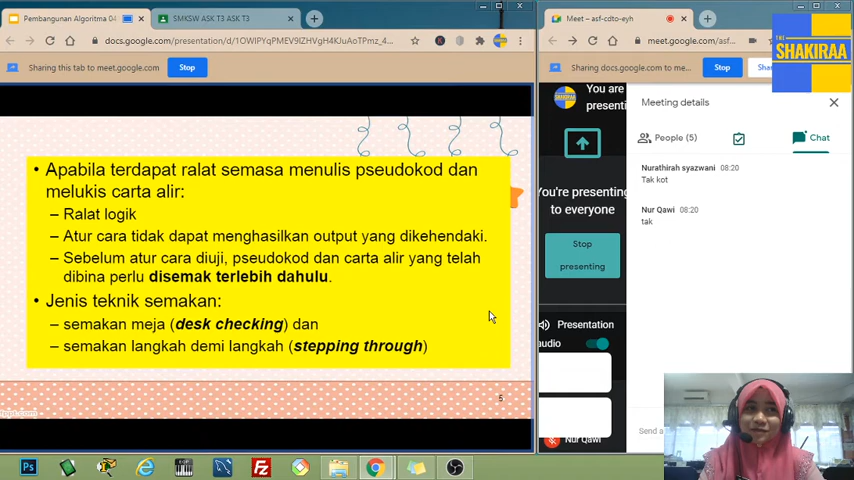 Pembangunan Algoritma 04
SMKSW ASK T3 ASK T3
Meet – asf-cdto-eyh
docs.google.com/presentation/d/1OWIPYqPMEV9IZHVgH4KJuAoTPmz_4...
meet.google.com/asf...
Sharing this tab to meet.google.com
Stop
Sharing docs.google.com to me...
Stop
THE
SHAKIRAA
• Apabila terdapat ralat semasa menulis pseudokod dan
melukis carta alir:
– Ralat logik
– Atur cara tidak dapat menghasilkan output yang dikehendaki.
– Sebelum atur cara diuji, pseudokod dan carta alir yang telah
dibina perlu disemak terlebih dahulu.
• Jenis teknik semakan:
– semakan meja (desk checking) dan
– semakan langkah demi langkah (stepping through)
5
You are
presenti
You're presenting
to everyone
Stop
presenting
Presentation
audio
Nur Qawi
Meeting details
People (5)
Chat
Nurathirah syazwani 08:20
Tak kot
Nur Qawi 08:20
tak
Send a
Ps